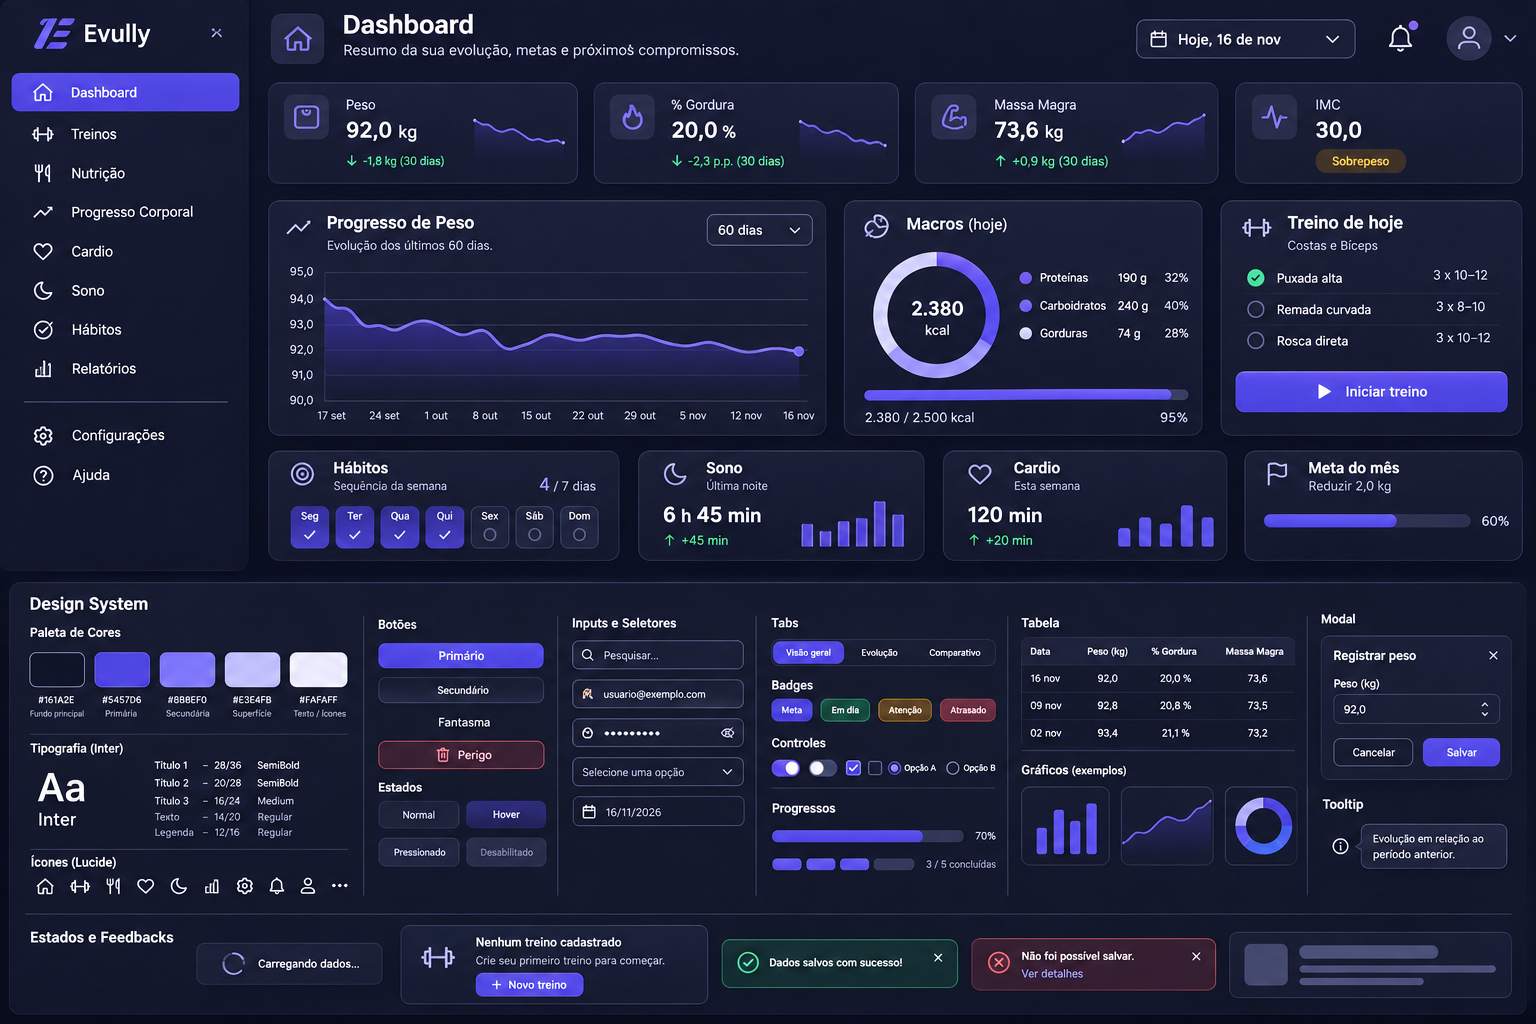 Evully
Dashboard
Treinos
Nutrição
Progresso Corporal
Cardio
Sono
Hábitos
Relatórios
Configurações
Ajuda
Dashboard
Resumo da sua evolução, metas e próximos compromissos.
Hoje, 16 de nov
Peso
92,0 kg
↓ -1,8 kg (30 dias)
% Gordura
20,0 %
↓ -2,3 p.p. (30 dias)
Massa Magra
73,6 kg
↑ +0,9 kg (30 dias)
IMC
30,0
Sobrepeso
Progresso de Peso
Evolução dos últimos 60 dias.
60 dias
95,0
94,0
93,0
92,0
91,0
90,0
17 set 24 set 1 out 8 out 15 out 22 out 29 out 5 nov 12 nov 16 nov
Macros (hoje)
2.380
kcal
Proteínas 190 g 32%
Carboidratos 240 g 40%
Gorduras 74 g 28%
2.380 / 2.500 kcal 95%
Treino de hoje
Costas e Bíceps
Puxada alta 3 x 10–12
Remada curvada 3 x 8–10
Rosca direta 3 x 10–12
Iniciar treino
Hábitos
Sequência da semana
4 / 7 dias
Seg Ter Qua Qui Sex Sáb Dom
Sono
Última noite
6 h 45 min
↑ +45 min
Cardio
Esta semana
120 min
↑ +20 min
Meta do mês
Reduzir 2,0 kg
60%
Design System
Paleta de Cores
#161A2E #5457D6 #8B8EF0 #E3E4FB #FAFAFF
Fundo principal Primária Secundária Superfície Texto / Ícones
Tipografia (Inter)
Aa
Inter
Título 1 – 28/36 SemiBold
Título 2 – 20/28 SemiBold
Título 3 – 16/24 Medium
Texto – 14/20 Regular
Legenda – 12/16 Regular
Ícones (Lucide)
Botões
Primário
Secundário
Fantasma
Perigo
Estados
Normal Hover
Pressionado Desabilitado
Inputs e Seletores
Pesquisar...
usuario@exemplo.com
Selecione uma opção
16/11/2026
Tabs
Visão geral Evolução Comparativo
Badges
Meta Em dia Atenção Atrasado
Controles
Opção A Opção B
Progressos
70%
3 / 5 concluídas
Tabela
Data Peso (kg) % Gordura Massa Magra
16 nov 92,0 20,0 % 73,6
09 nov 92,8 20,8 % 73,5
02 nov 93,4 21,1 % 73,2
Gráficos (exemplos)
Modal
Registrar peso
Peso (kg)
92,0
Cancelar Salvar
Tooltip
Evolução em relação ao
período anterior.
Estados e Feedbacks
Carregando dados...
Nenhum treino cadastrado
Crie seu primeiro treino para começar.
+ Novo treino
Dados salvos com sucesso!
Não foi possível salvar.
Ver detalhes